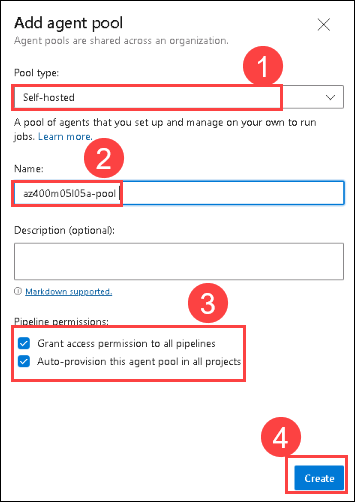 Add agent pool
Agent pools are shared across an organization.
1
Pool type:
Self-hosted
A pool of agents that you set up and manage on your own to run
jobs. Learn more.
2
Name:
az400m05l05a-pool
Description (optional):
Markdown supported.
3
Pipeline permissions:
Grant access permission to all pipelines
Auto-provision this agent pool in all projects
4
Create